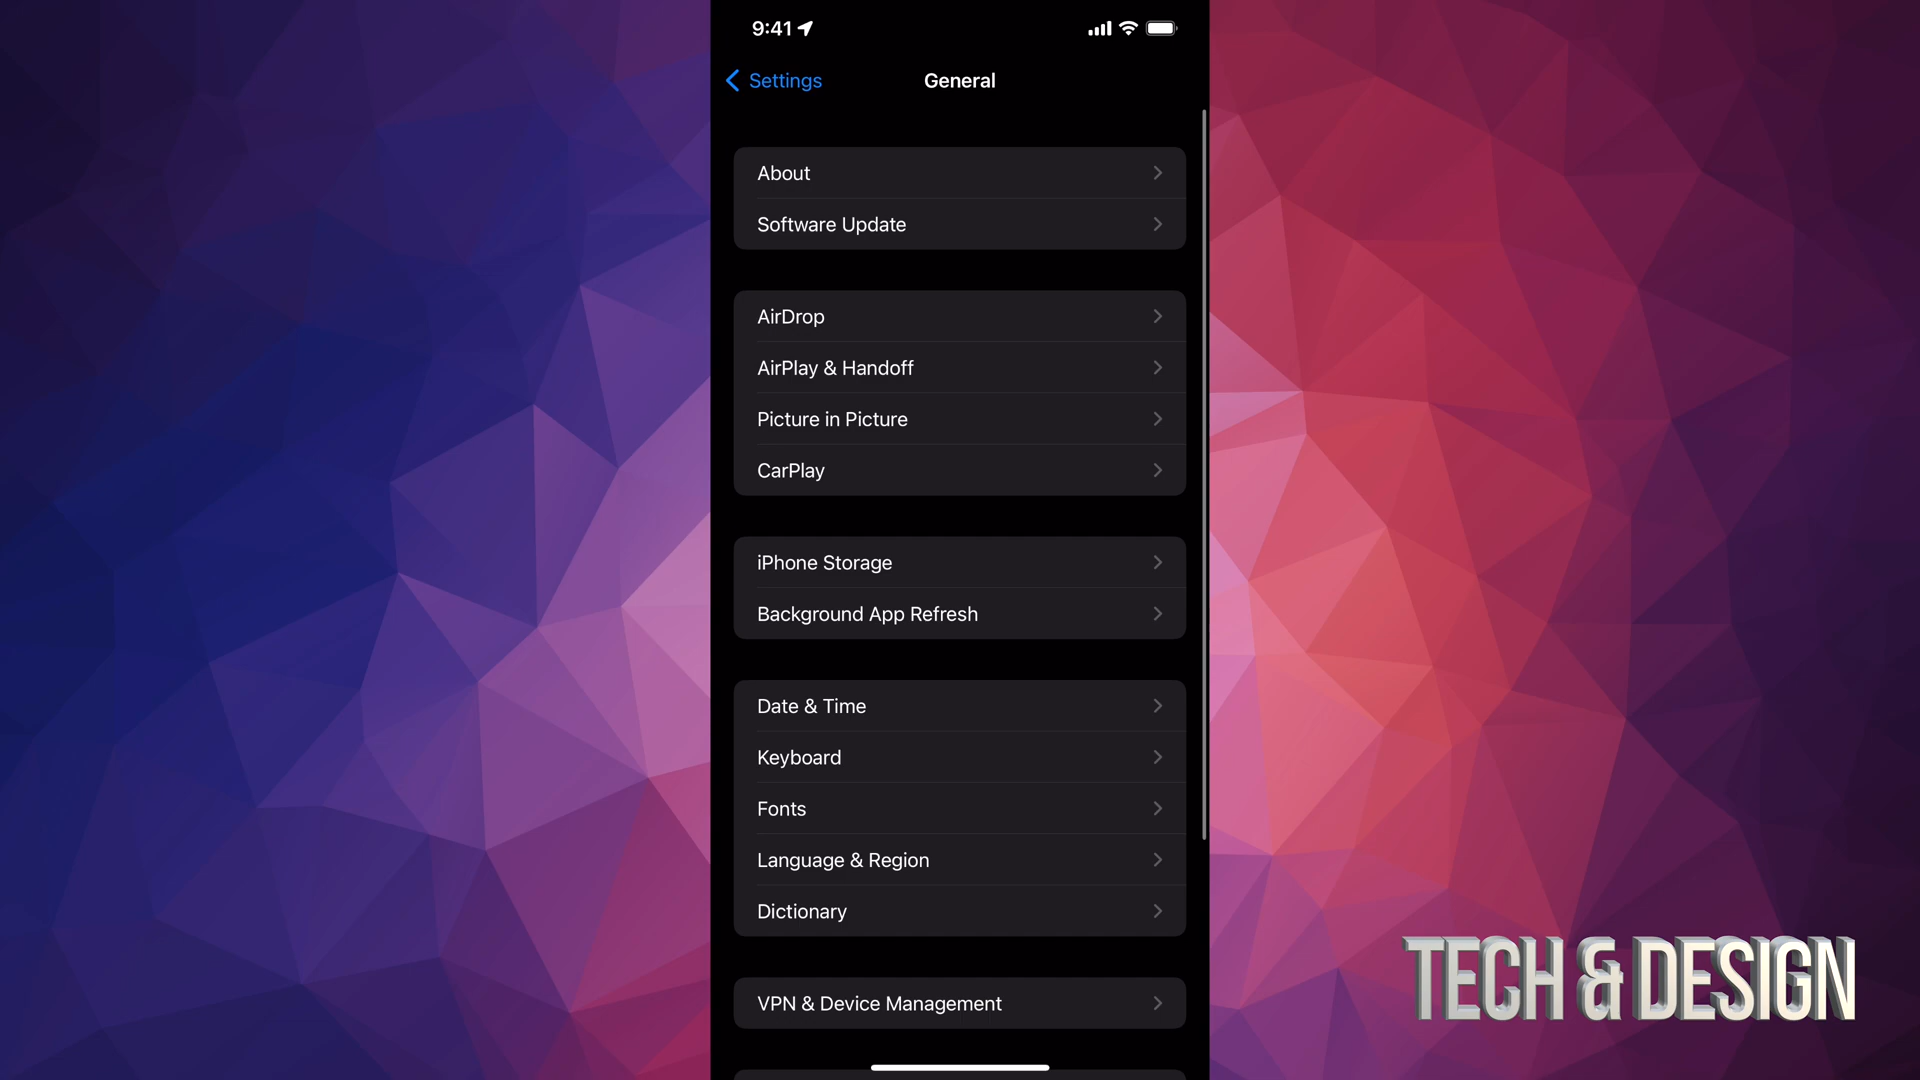 9:41
Settings
General
About
Software Update
AirDrop
AirPlay & Handoff
Picture in Picture
CarPlay
iPhone Storage
Background App Refresh
Date & Time
Keyboard
Fonts
Language & Region
Dictionary
VPN & Device Management
TECH & DESIGN